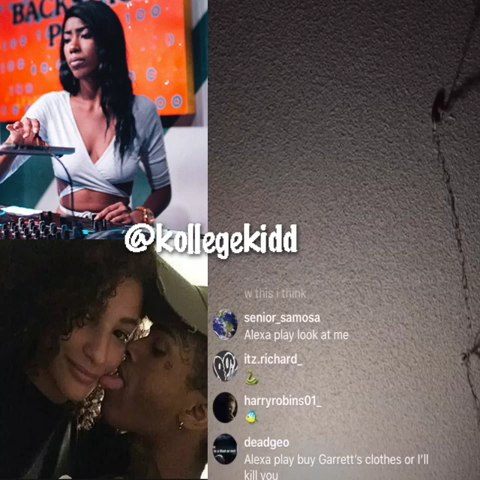 @kollegekidd
w this i think
senior_samosa
Alexa play look at me
itz.richard_
harryrobins01_
deadgeo
Alexa play buy Garrett's clothes or I'll
kill you